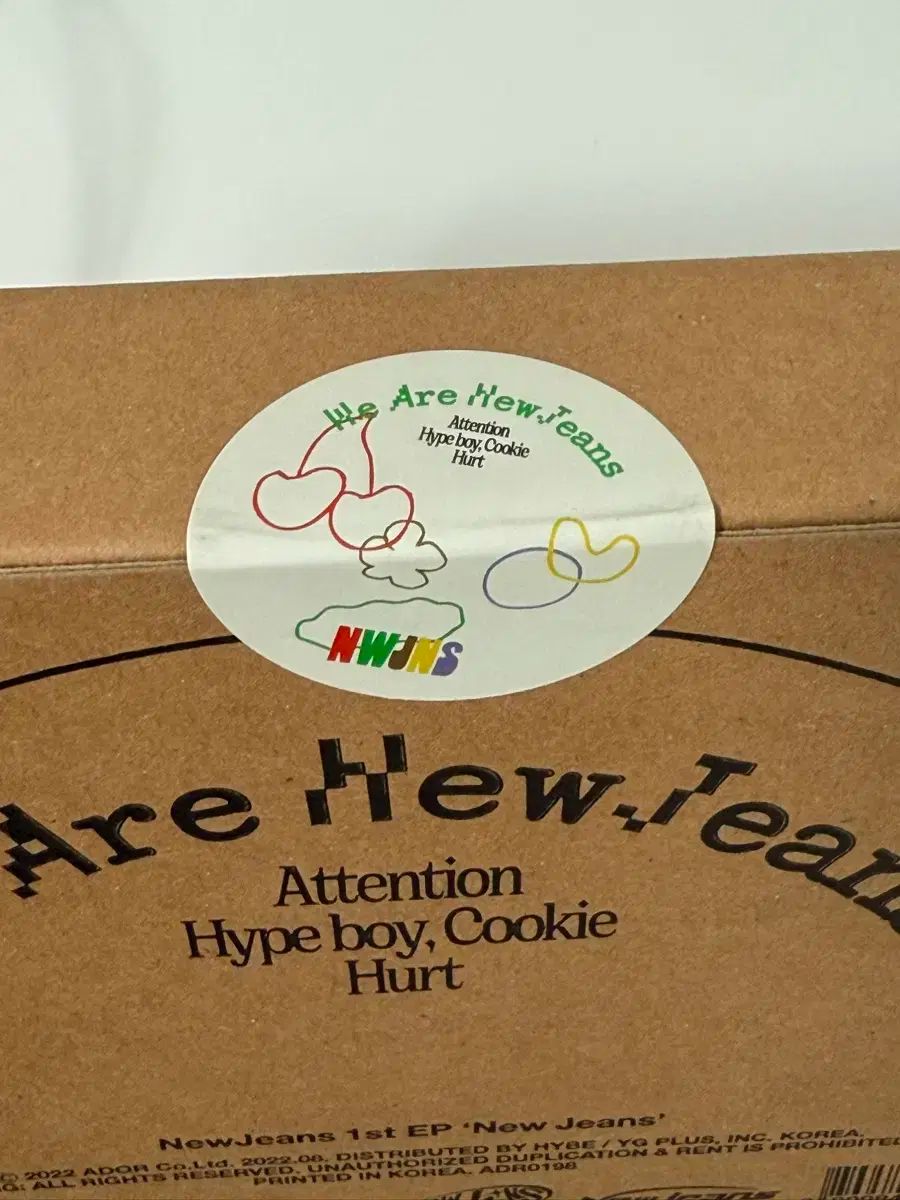 We Are NewJeans
Attention
Hype boy, Cookie
Hurt
NWJNS
Are NewJeans
Attention
Hype boy, Cookie
Hurt
NewJeans 1st EP ‘New Jeans’
© 2022 ADOR Co., Ltd. 2022.08. DISTRIBUTED BY HYBE / YG PLUS, INC. KOREA.
G: ALL RIGHTS RESERVED. UNAUTHORIZED DUPLICATION & RENT IS PROHIBITED
PRINTED IN KOREA. ADR0198